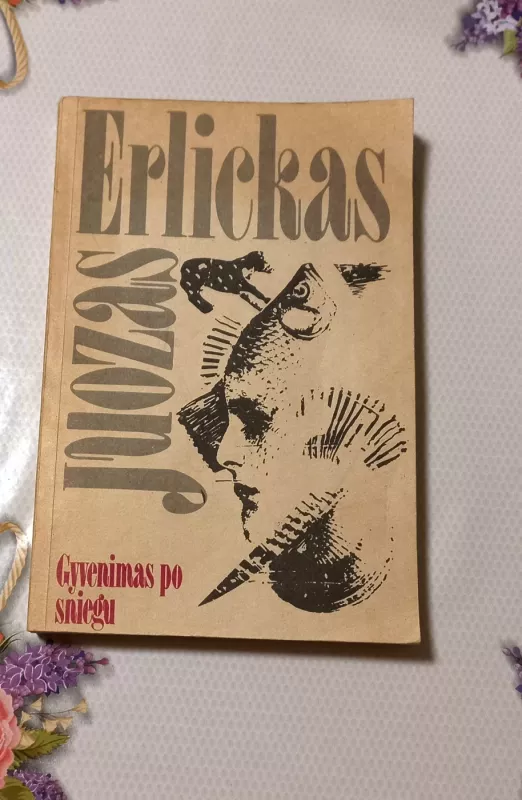 Juozas
Erlickas
Gyvenimas po
sniegu